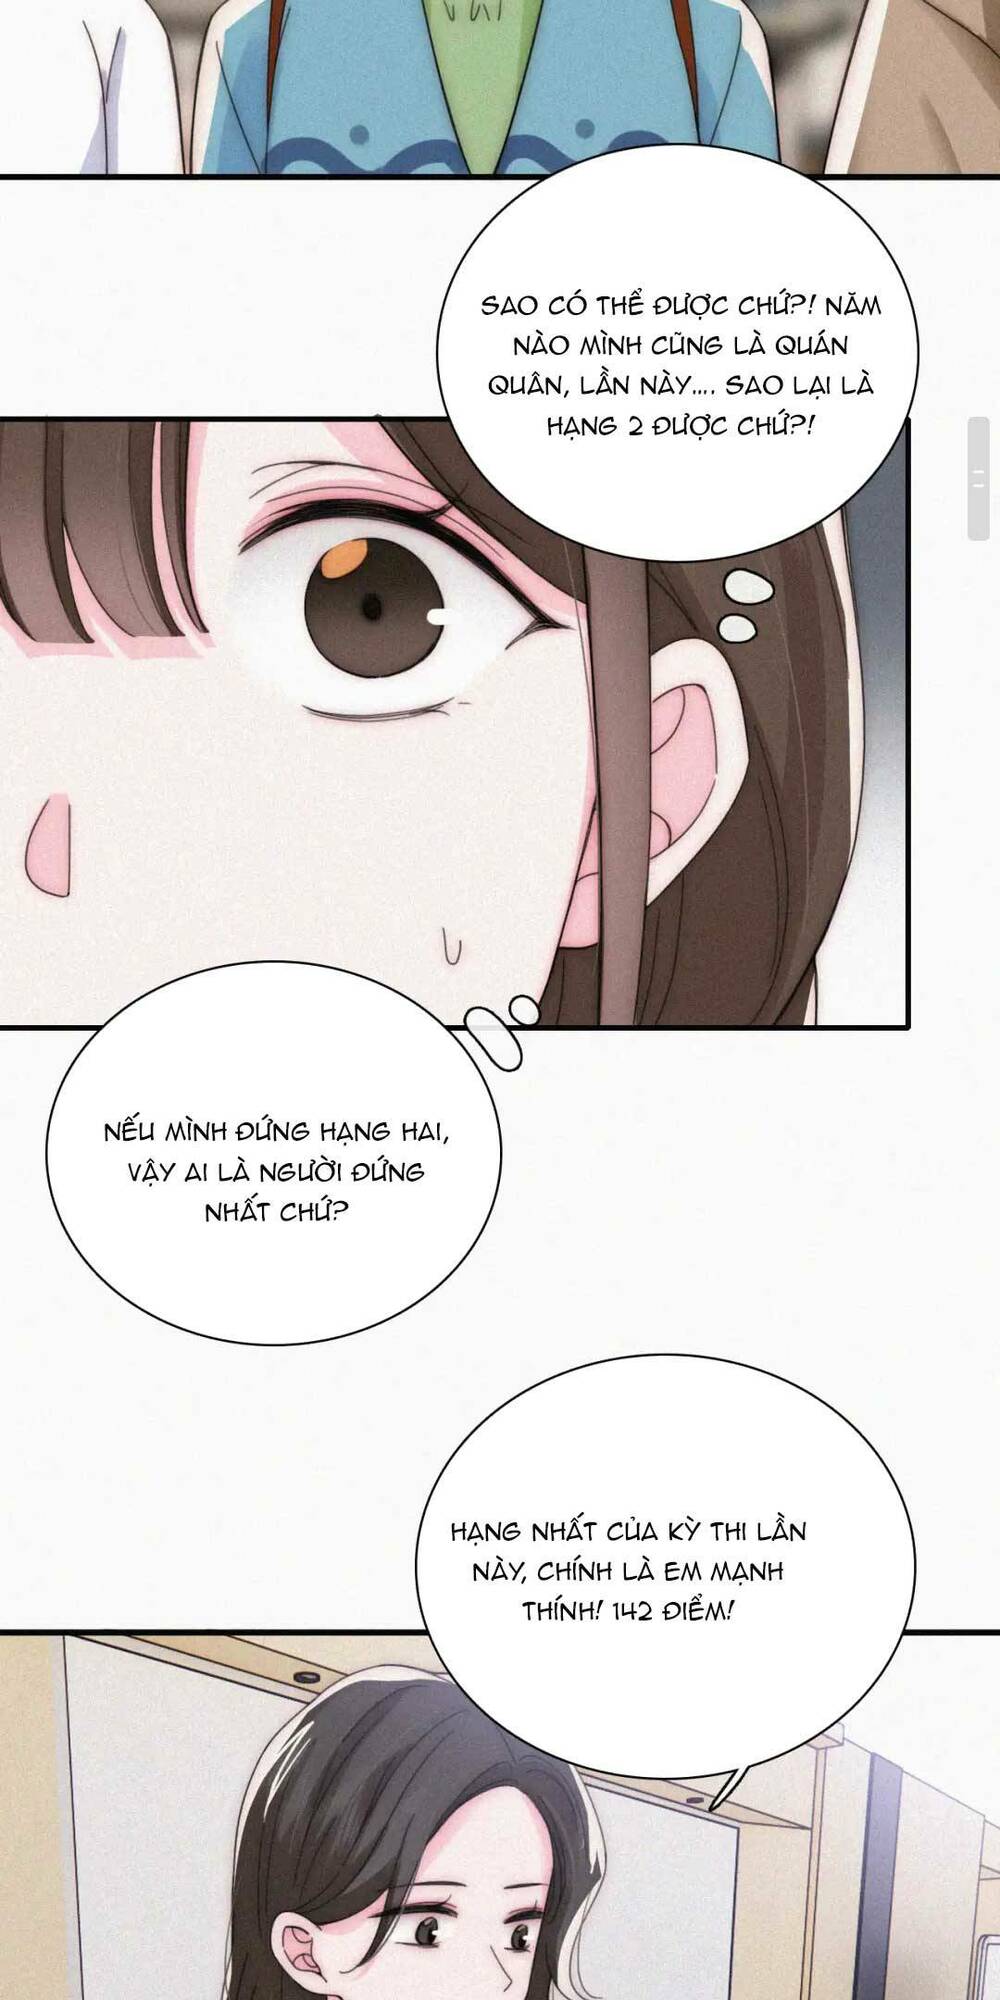 SAO CÓ THỂ ĐƯỢC CHỨ?! NĂM
NÀO MÌNH CŨNG LÀ QUÁN
QUÂN, LẦN NÀY.... SAO LẠI LÀ
HẠNG 2 ĐƯỢC CHỨ?!
NẾU MÌNH ĐỨNG HẠNG HAI,
VẬY AI LÀ NGƯỜI ĐỨNG
NHẤT CHỨ?
HẠNG NHẤT CỦA KỲ THI LẦN
NÀY, CHÍNH LÀ EM MẠNH
THÍNH! 142 ĐIỂM!